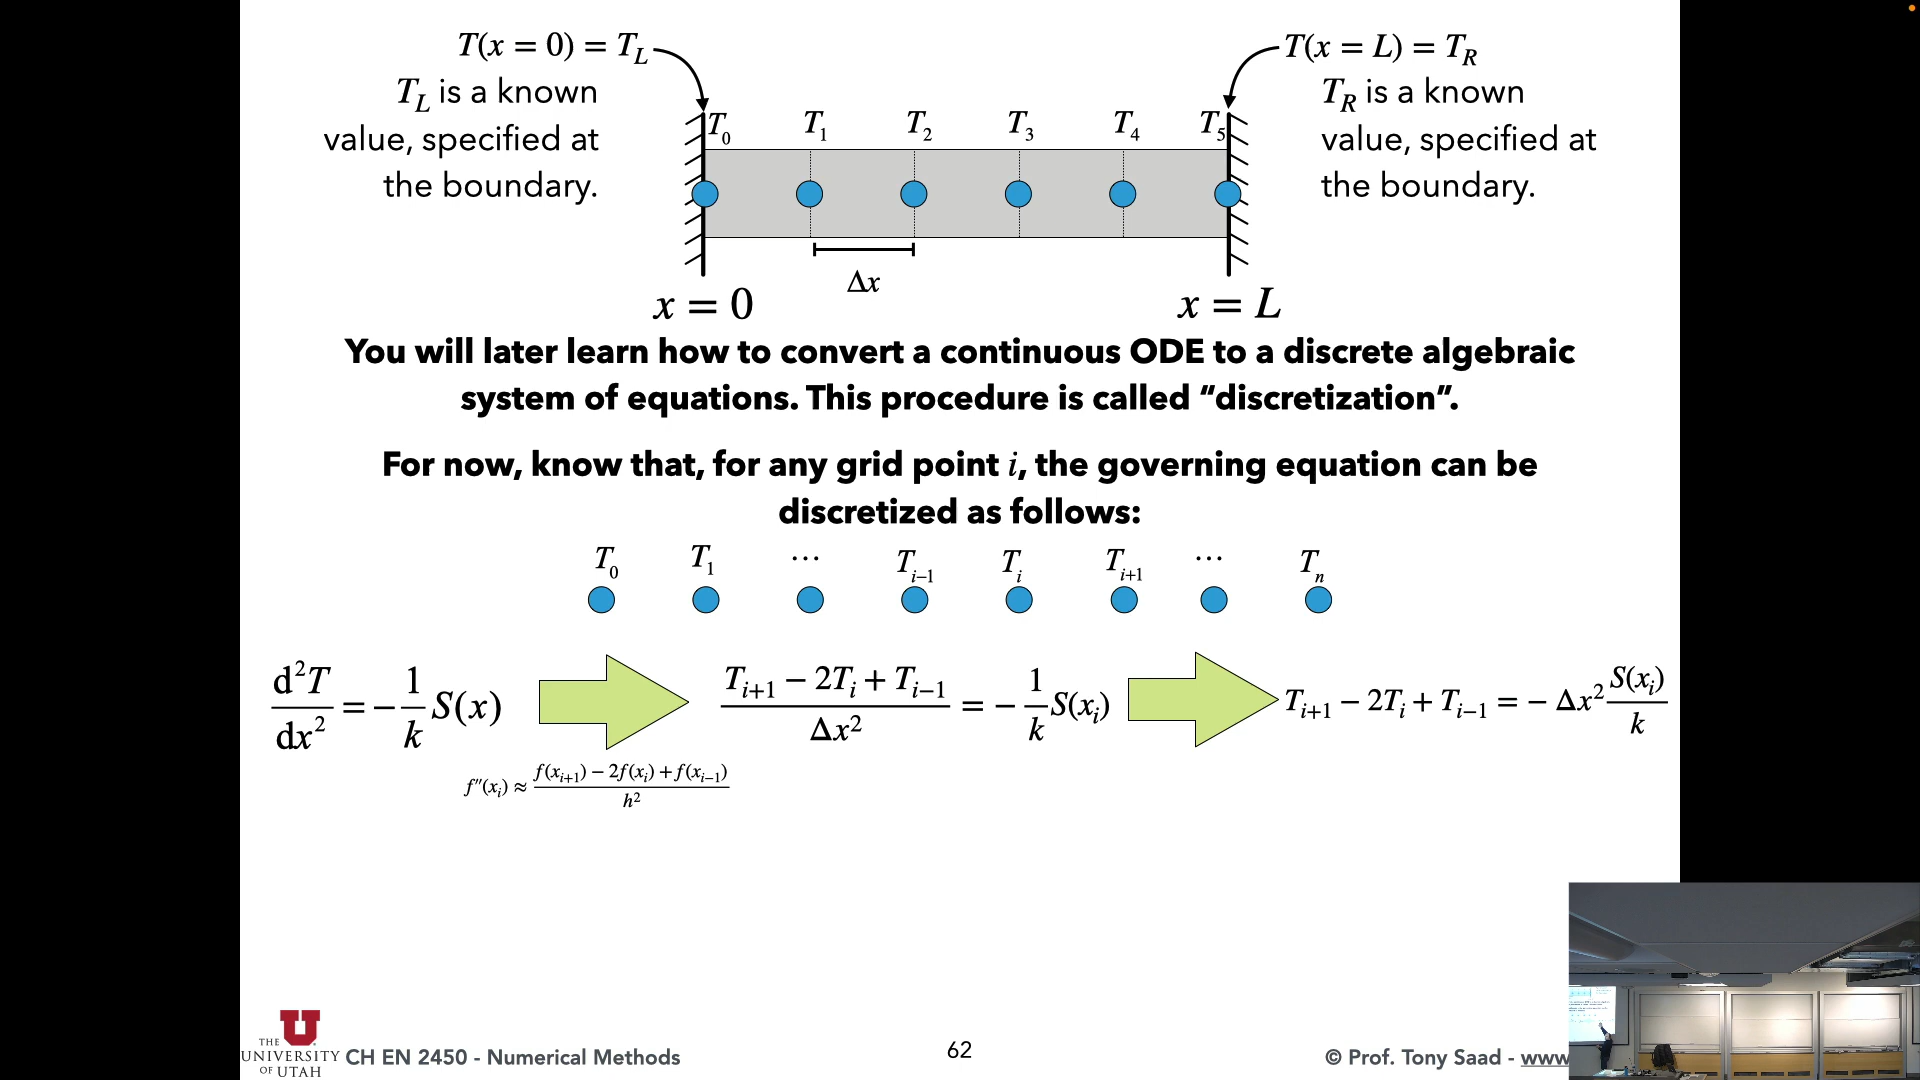 T(x = 0) = T_L
T_L is a known
value, specified at
the boundary.
T(x = L) = T_R
T_R is a known
value, specified at
the boundary.
T_0 T_1 T_2 T_3 T_4 T_5
Δx
x = 0
x = L
You will later learn how to convert a continuous ODE to a discrete algebraic
system of equations. This procedure is called “discretization”.
For now, know that, for any grid point i, the governing equation can be
discretized as follows:
T_0 T_1 ⋯ T_{i−1} T_i T_{i+1} ⋯ T_n
d²T/dx² = −(1/k) S(x)
(T_{i+1} − 2T_i + T_{i−1})/Δx² = −(1/k) S(x_i)
T_{i+1} − 2T_i + T_{i−1} = −Δx² S(x_i)/k
f″(x_i) ≈ (f(x_{i+1}) − 2f(x_i) + f(x_{i−1}))/h²
THE
UNIVERSITY
OF UTAH
CH EN 2450 - Numerical Methods
62
© Prof. Tony Saad - www